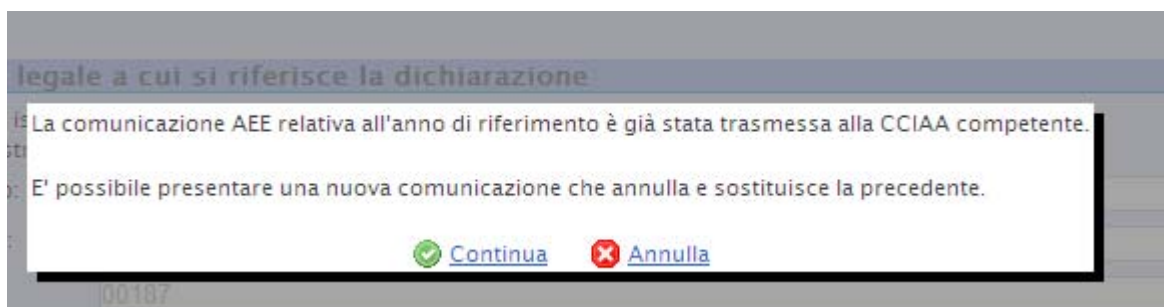 legale a cui si riferisce la dichiarazione
La comunicazione AEE relativa all'anno di riferimento è già stata trasmessa alla CCIAA competente.
E' possibile presentare una nuova comunicazione che annulla e sostituisce la precedente.
Continua Annulla
00187